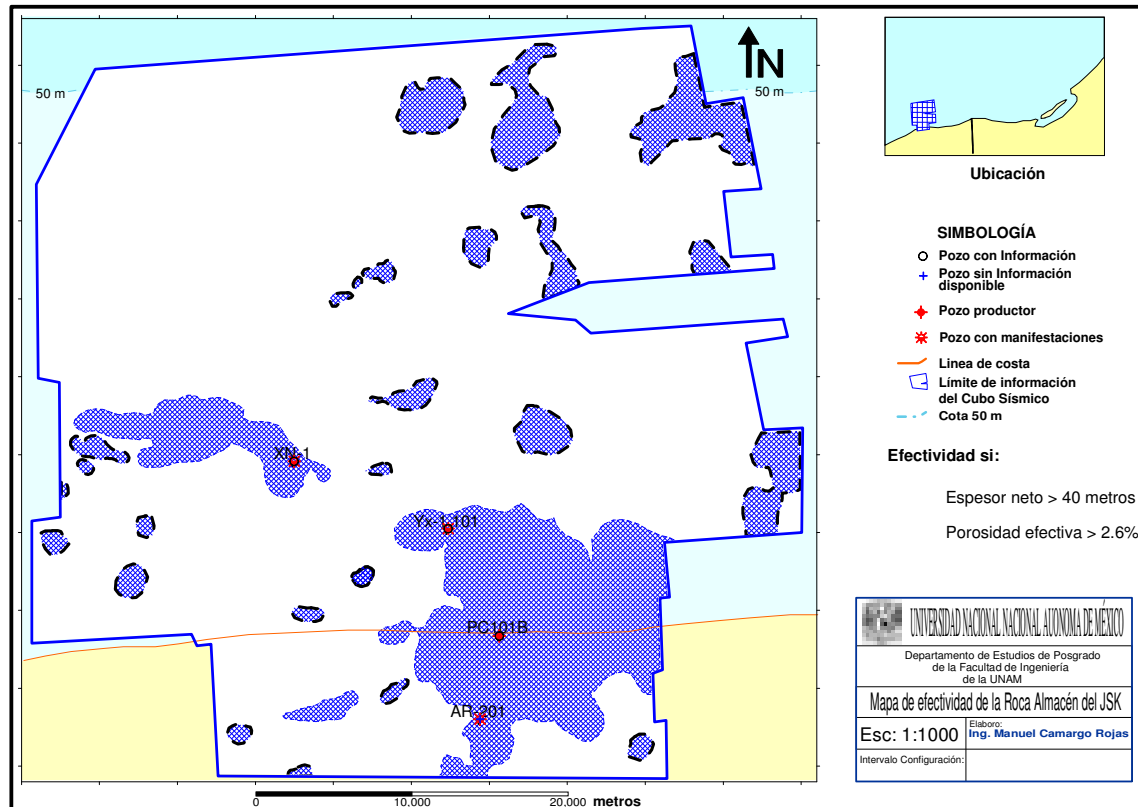 50 m
N
50 m
XN-1
Yx-1,101
PC101B
AR-201
0
10,000
20,000
metros
Ubicación
SIMBOLOGÍA
Pozo con Información
Pozo sin Información
disponible
Pozo productor
Pozo con manifestaciones
Linea de costa
Límite de información
del Cubo Sísmico
Cota 50 m
Efectividad si:
Espesor neto > 40 metros
Porosidad efectiva > 2.6%
UNIVERSIDAD NACIONAL NACIONAL AUTONOMA DE MÉXICO
Departamento de Estudios de Posgrado
de la Facultad de Ingeniería
de la UNAM
Mapa de efectividad de la Roca Almacén del JSK
Esc: 1:1000
Elaboro:
Ing. Manuel Camargo Rojas
Intervalo Configuración: